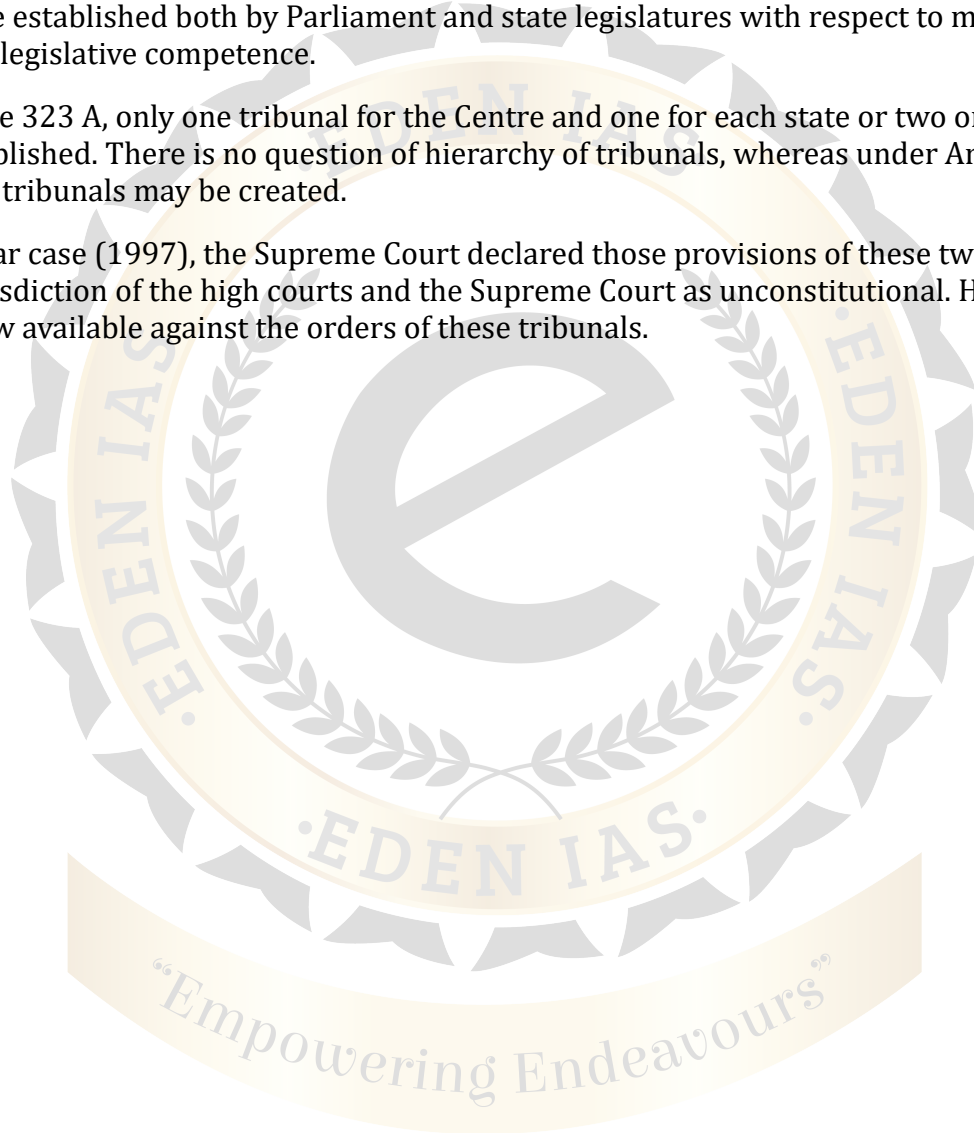 e established both by Parliament and state legislatures with respect to m
legislative competence.
e 323 A, only one tribunal for the Centre and one for each state or two or
blished. There is no question of hierarchy of tribunals, whereas under Ar
tribunals may be created.
ar case (1997), the Supreme Court declared those provisions of these tw
isdiction of the high courts and the Supreme Court as unconstitutional. H
w available against the orders of these tribunals.
·EDEN IAS·
·EDEN IAS·
·EDEN IAS·
·EDEN IAS·
"Empowering Endeavours"